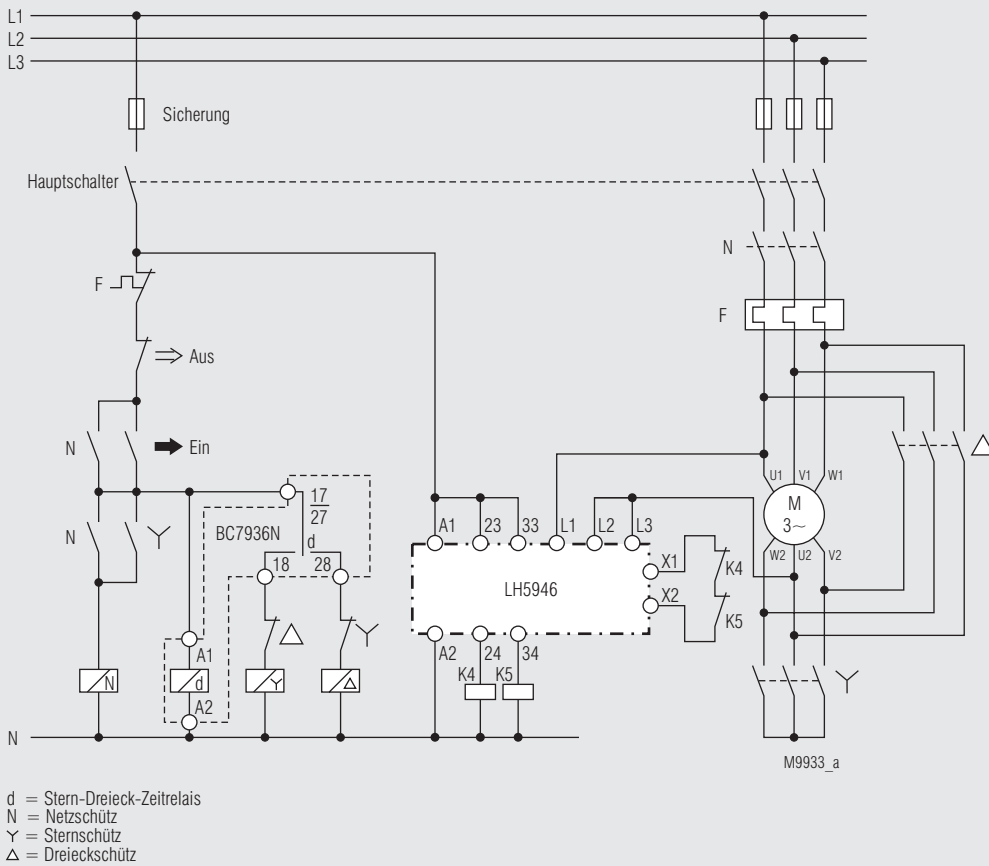 L1
L2
L3
Sicherung
Hauptschalter
N
F
F
Aus
N
Ein
17
27
U1 V1 W1
M
3~
N
BC7936N
d
A1 23 33 L1 L2 L3
18 28
W2 U2 V2
X1
K4
LH5946
X2
K5
A1
A2 24 34
N
d
K4 K5
A2
N
M9933_a
d = Stern-Dreieck-Zeitrelais
N = Netzschütz
Y = Sternschütz
△ = Dreieckschütz